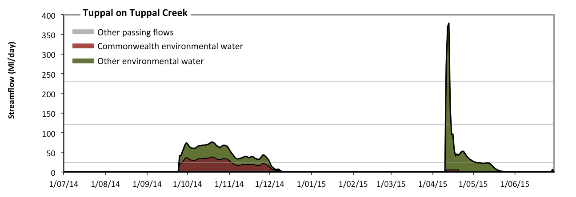 Tuppal on Tuppal Creek
Streamflow (Ml/day)
400
350
300
250
200
150
100
50
0
Other passing flows
Commonwealth environmental water
Other environmental water
1/07/14 1/08/14 1/09/14 1/10/14 1/11/14 1/12/14 1/01/15 1/02/15 1/03/15 1/04/15 1/05/15 1/06/15